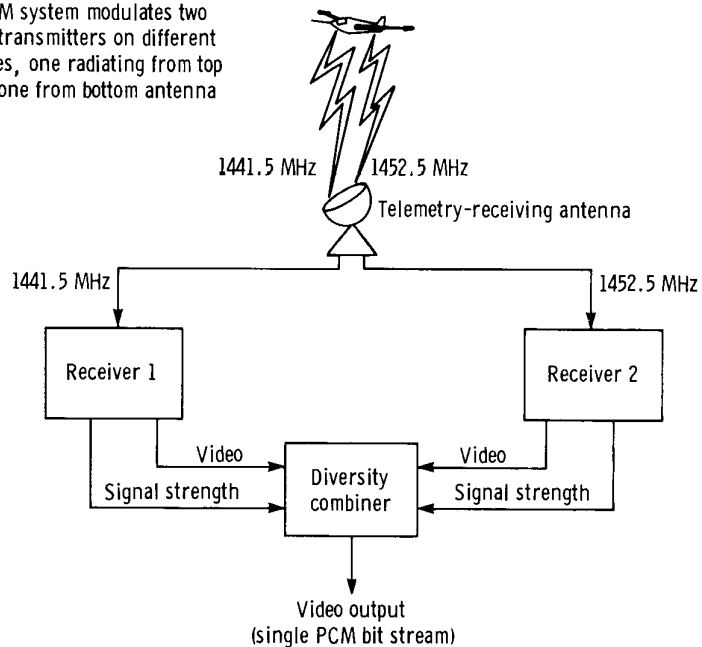 M system modulates two
transmitters on different
es, one radiating from top
one from bottom antenna
1441.5 MHz
1452.5 MHz
Telemetry-receiving antenna
1441.5 MHz
1452.5 MHz
Receiver 1
Receiver 2
Video
Video
Signal strength
Diversity
combiner
Signal strength
Video output
(single PCM bit stream)